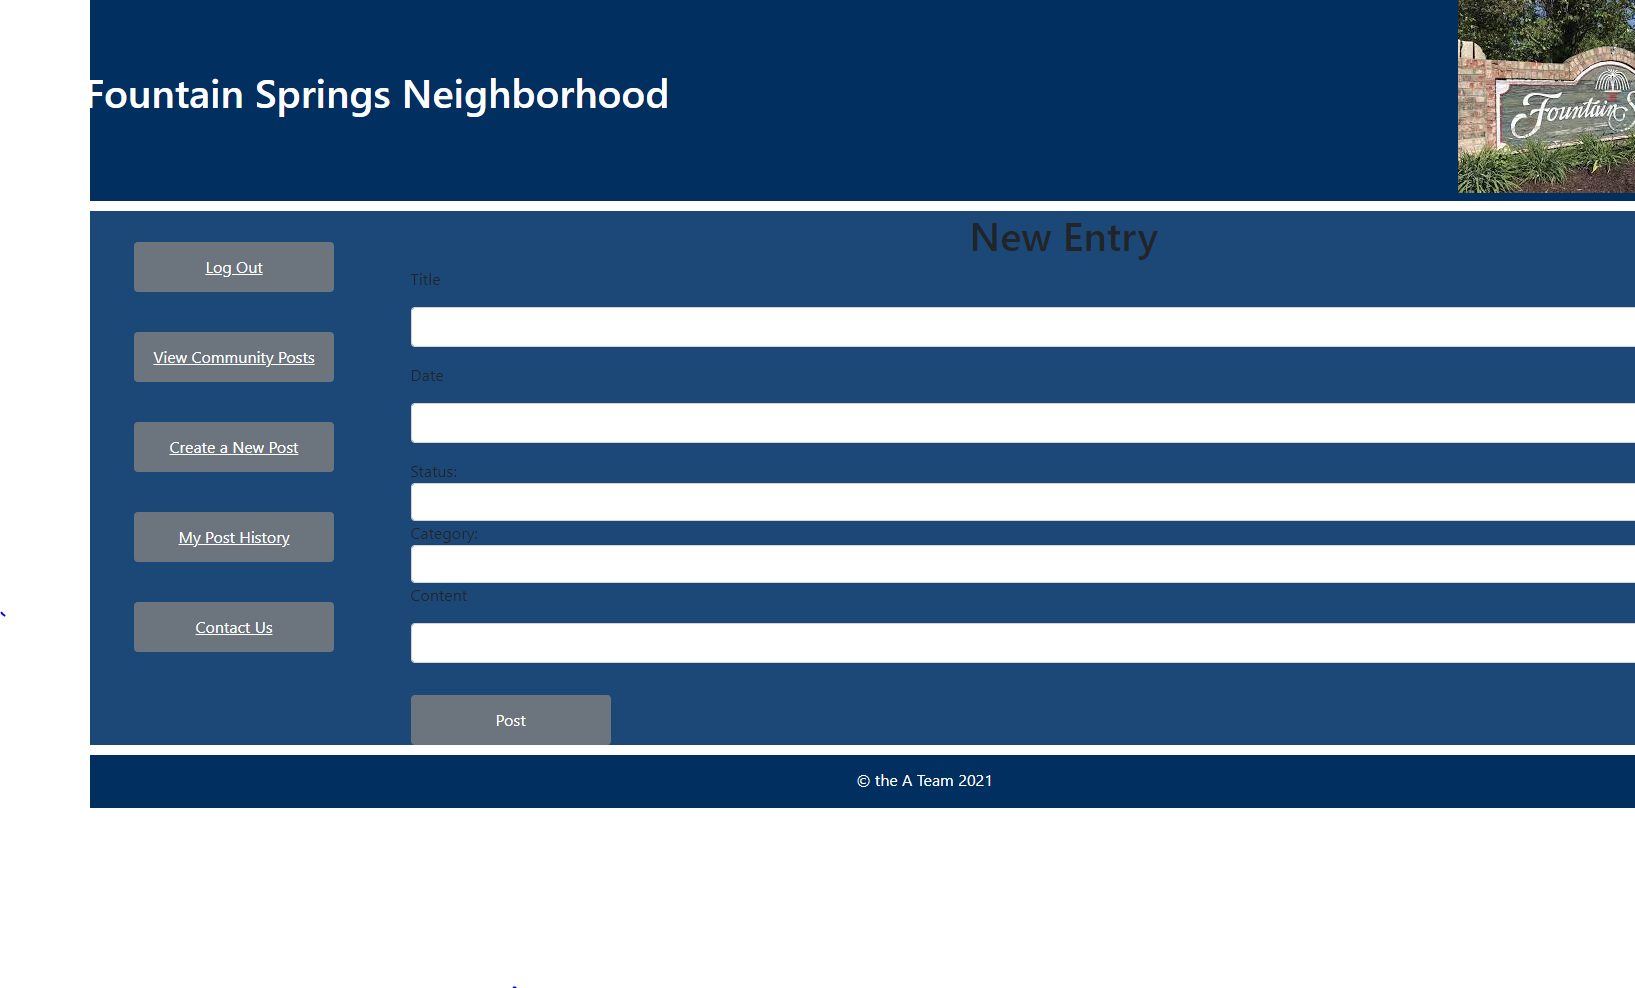 Fountain Springs Neighborhood
Fountain
New Entry
Log Out
View Community Posts
Create a New Post
My Post History
Contact Us
Title
Date
Status:
Category:
Content
Post
© the A Team 2021